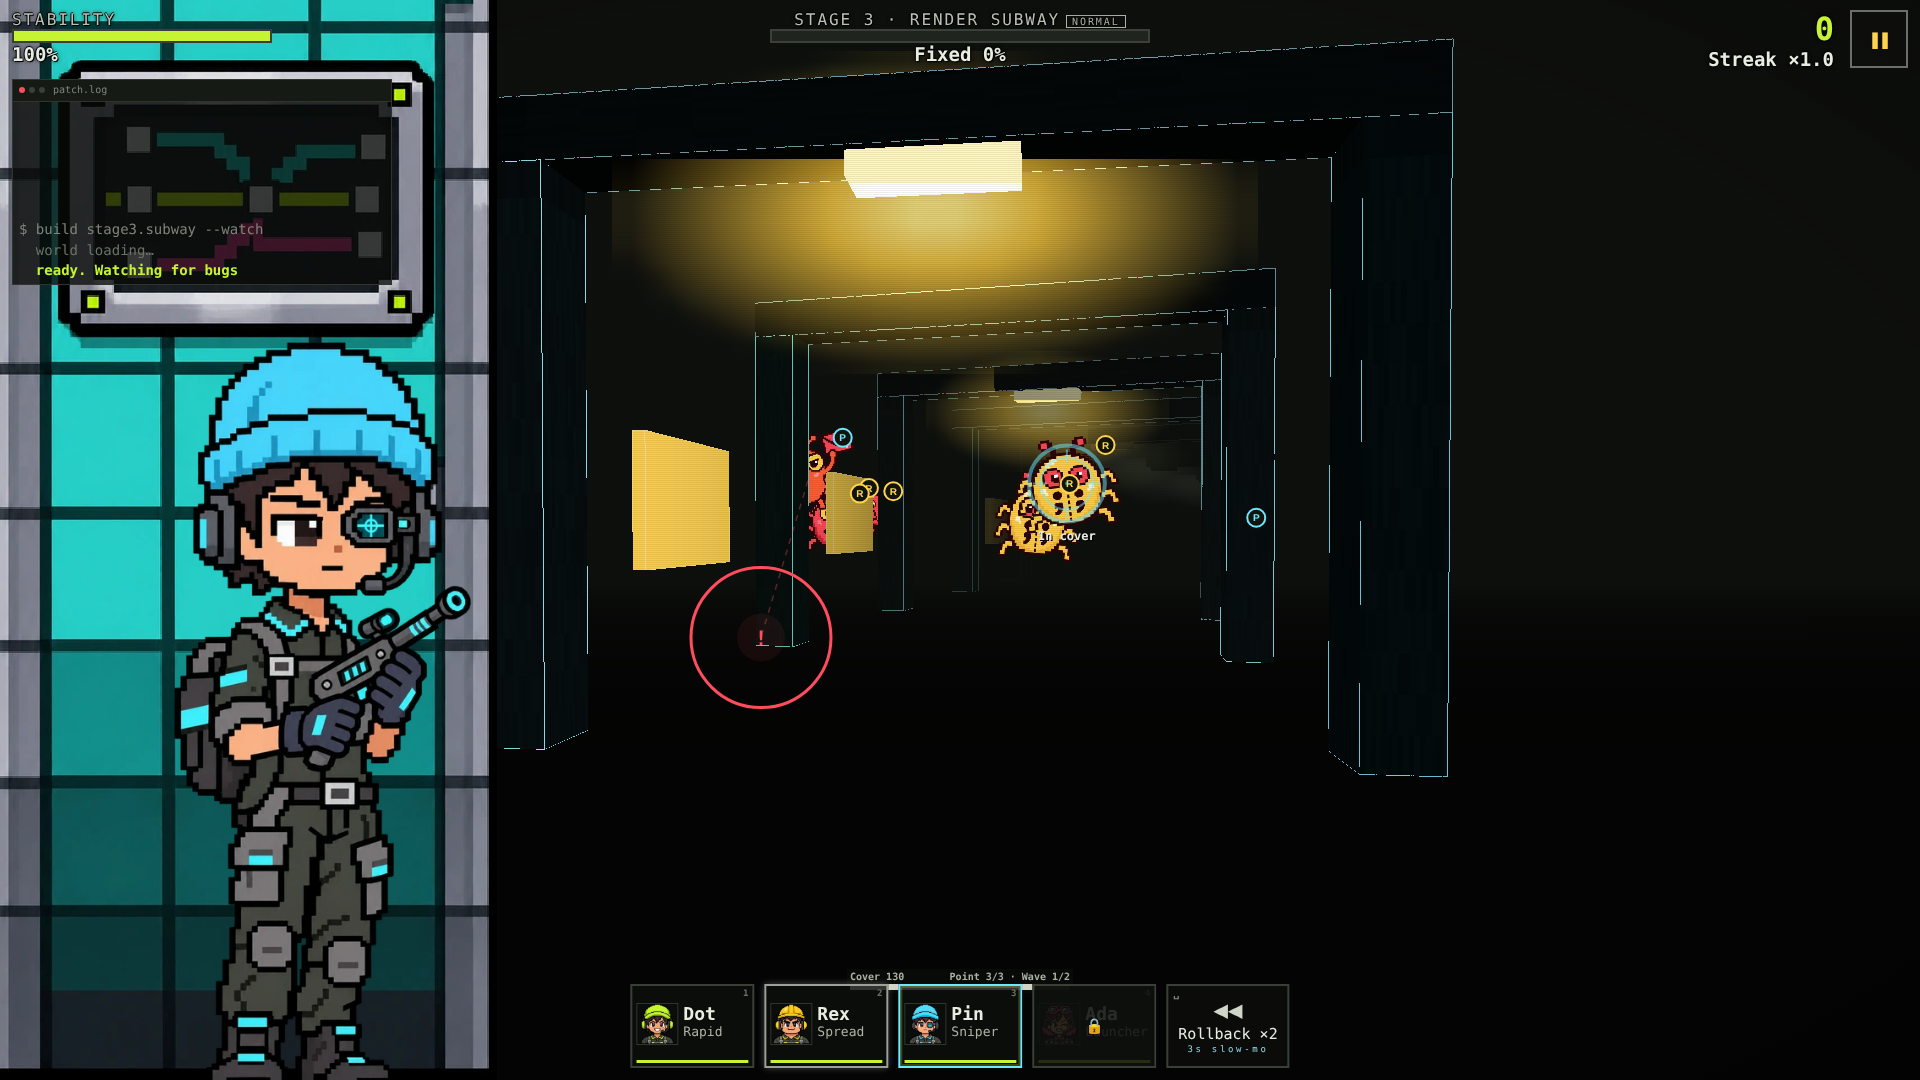 STABILITY
100%
patch.log
$ build stage3.subway --watch
world loading…
ready. Watching for bugs
STAGE 3 · RENDER SUBWAY NORMAL
Fixed 0%
0
Streak ×1.0
P
R
R
R
R
R
In cover
P
!
Cover 130
Point 3/3 · Wave 1/2
1
Dot
Rapid
2
Rex
Spread
3
Pin
Sniper
Ada
Rollback ×2
3s slow-mo